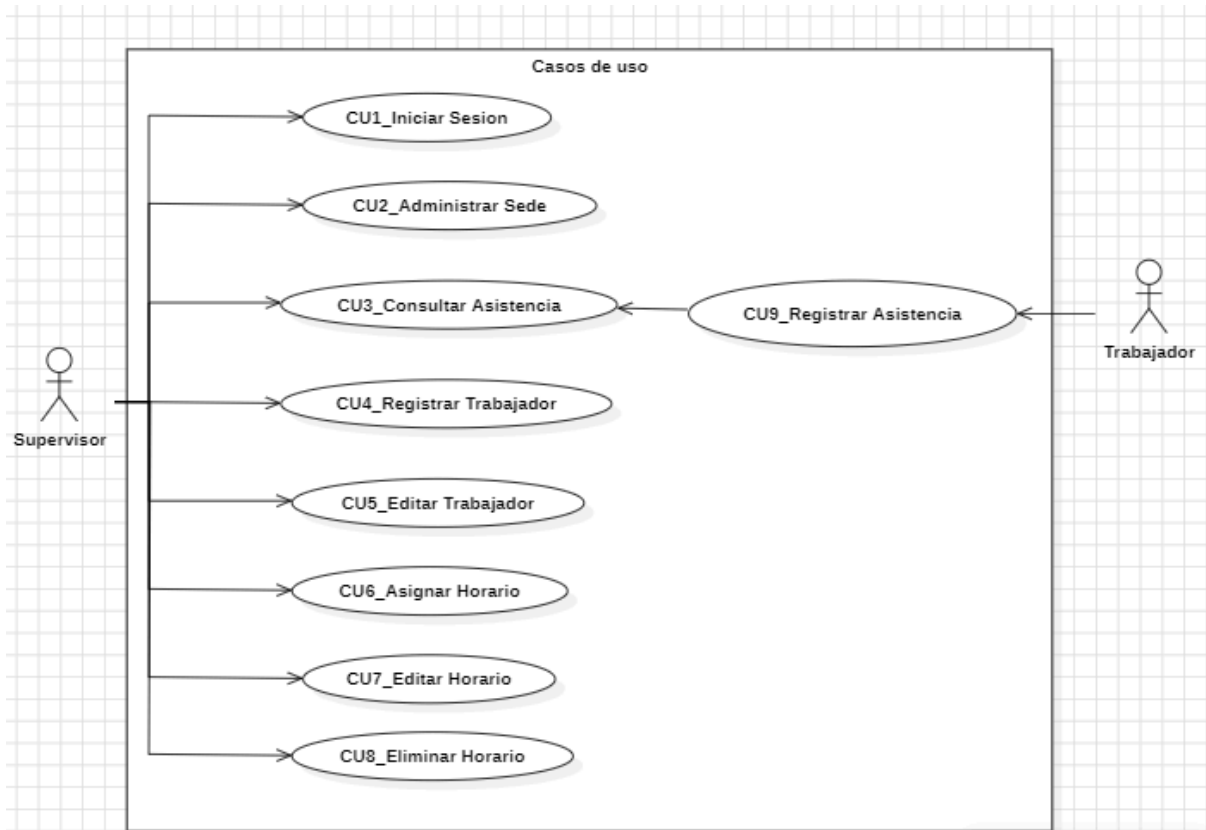 Casos de uso
CU1_Iniciar Sesion
CU2_Administrar Sede
CU3_Consultar Asistencia
CU9_Registrar Asistencia
Trabajador
CU4_Registrar Trabajador
Supervisor
CU5_Editar Trabajador
CU6_Asignar Horario
CU7_Editar Horario
CU8_Eliminar Horario